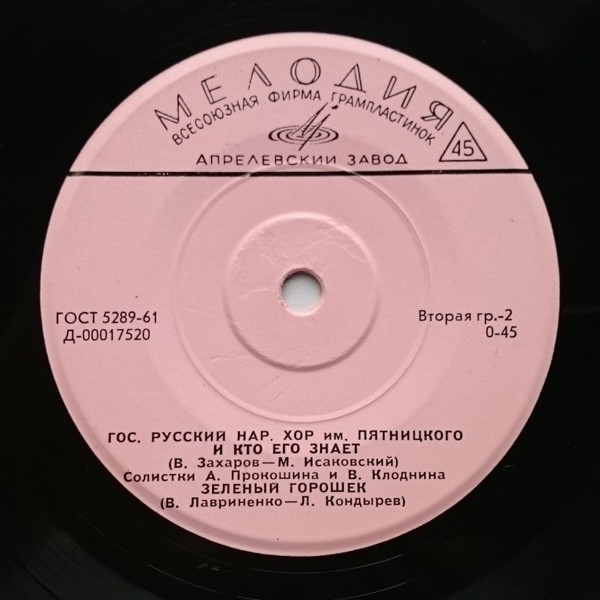 МЕЛОДИЯ
ВСЕСОЮЗНАЯ ФИРМА ГРАМПЛАСТИНОК
45
АПРЕЛЕВСКИЙ ЗАВОД
ГОСТ 5289-61
Д-00017520
Вторая гр.-2
0-45
ГОС. РУССКИЙ НАР. ХОР им. ПЯТНИЦКОГО
И КТО ЕГО ЗНАЕТ
(В. Захаров—М. Исаковский)
Солистки А. Прокошина и В. Клоднина
ЗЕЛЕНЫЙ ГОРОШЕК
(В. Лавриненко—Л. Кондырев)